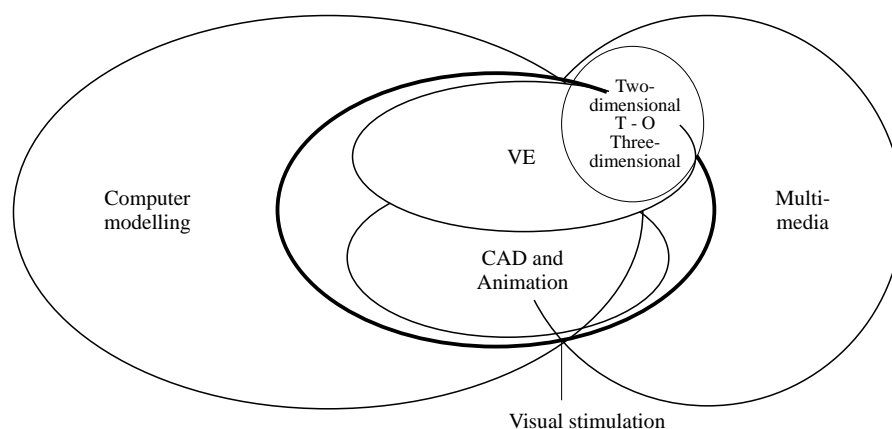 Two-
dimensional
T - O
Three-
dimensional
VE
Computer
modelling
Multi-
media
CAD and
Animation
Visual stimulation